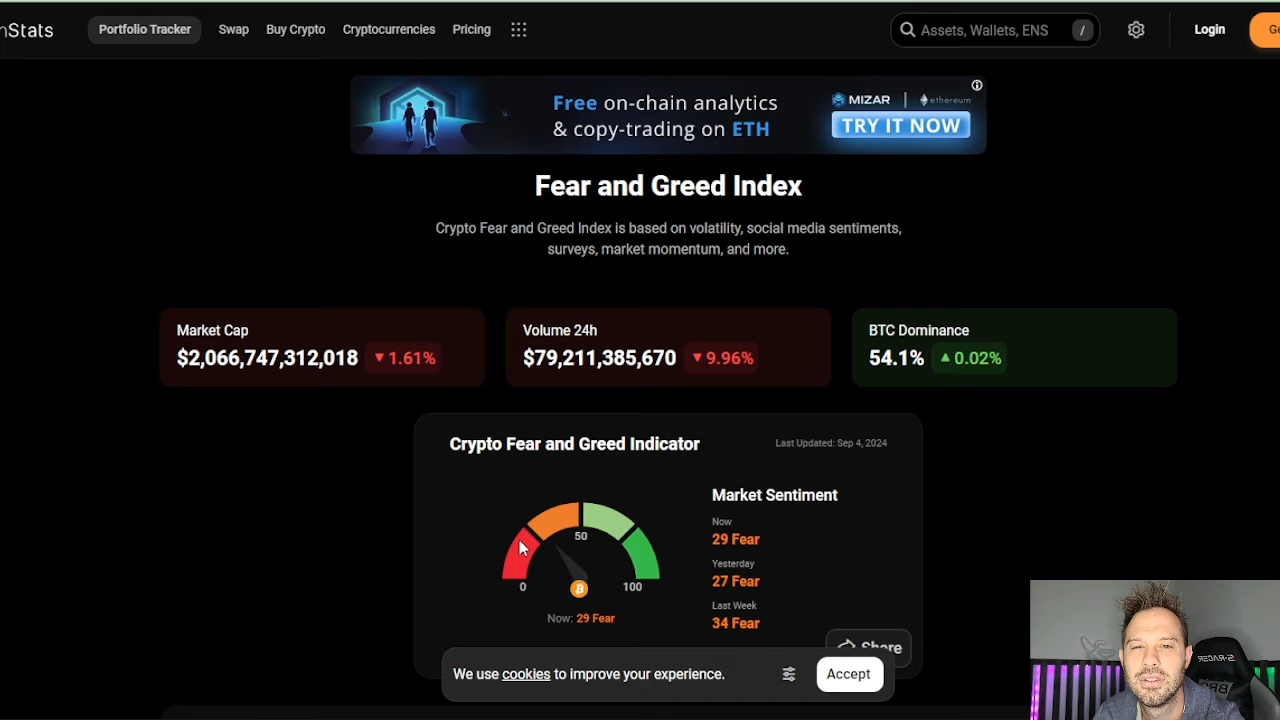 nStats
Portfolio Tracker
Swap
Buy Crypto
Cryptocurrencies
Pricing
Assets, Wallets, ENS
/
Login
Ge
Free on-chain analytics
& copy-trading on ETH
MIZAR
ethereum
TRY IT NOW
Fear and Greed Index
Crypto Fear and Greed Index is based on volatility, social media sentiments,
surveys, market momentum, and more.
Market Cap
$2,066,747,312,018 ▼1.61%
Volume 24h
$79,211,385,670 ▼9.96%
BTC Dominance
54.1% ▲0.02%
Crypto Fear and Greed Indicator
Last Updated: Sep 4, 2024
50
0
100
Now: 29 Fear
Market Sentiment
Now
29 Fear
Yesterday
27 Fear
Last Week
34 Fear
Share
We use cookies to improve your experience.
Accept